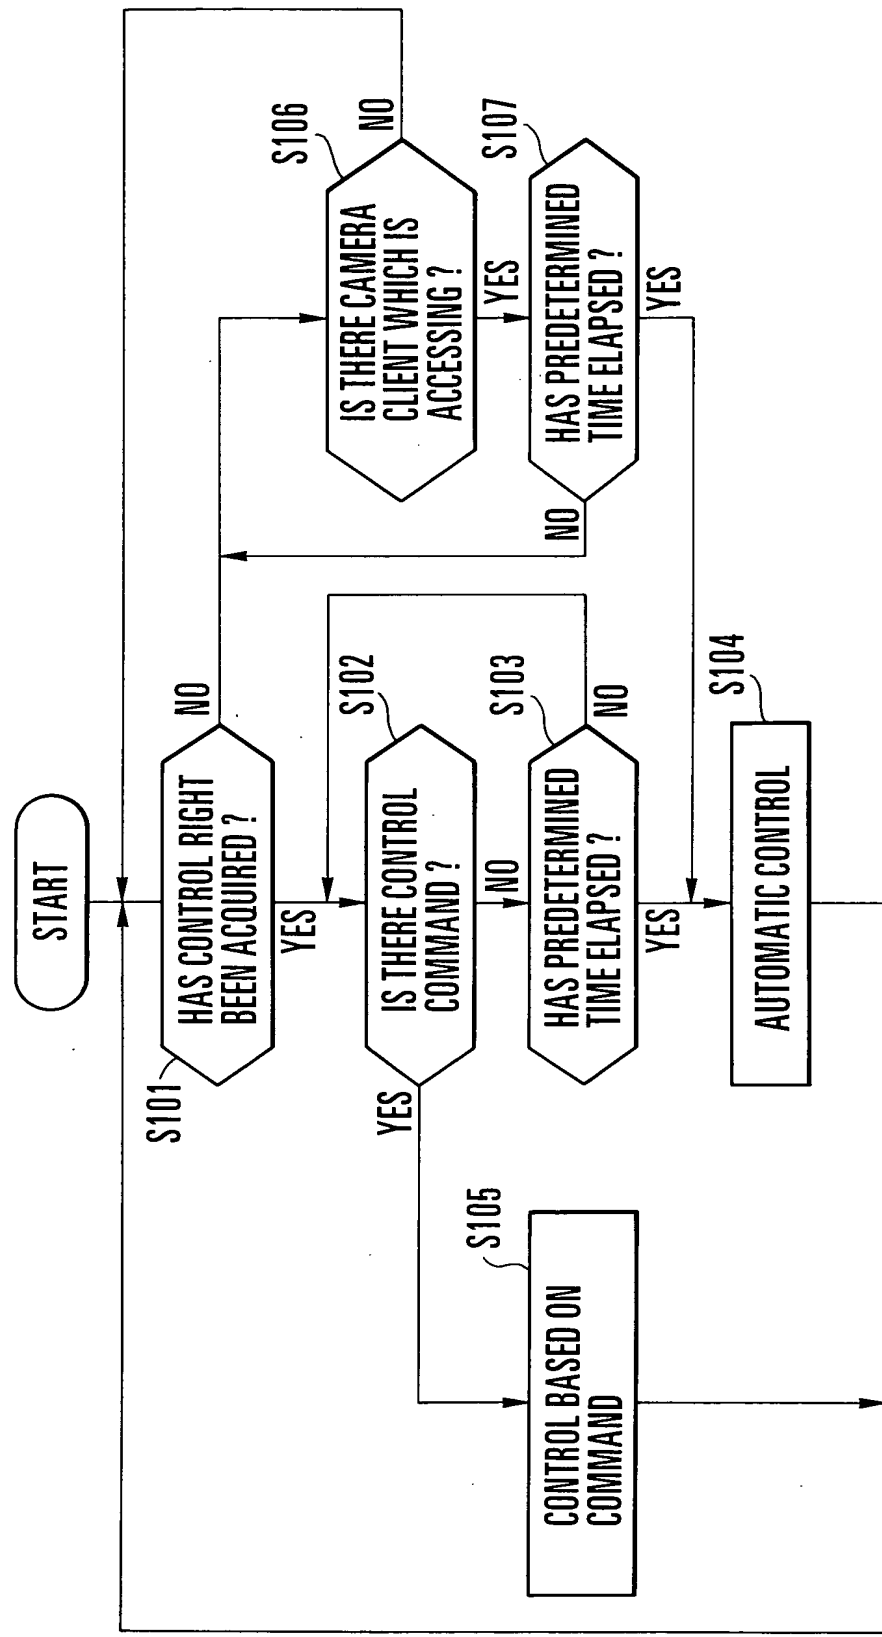 START
S101
HAS CONTROL RIGHT
BEEN ACQUIRED ?
NO
YES
S102
IS THERE CONTROL
COMMAND ?
YES
NO
S103
HAS PREDETERMINED
TIME ELAPSED ?
NO
YES
S104
AUTOMATIC CONTROL
S105
CONTROL BASED ON
COMMAND
S106
IS THERE CAMERA
CLIENT WHICH IS
ACCESSING ?
NO
YES
S107
HAS PREDETERMINED
TIME ELAPSED ?
NO
YES